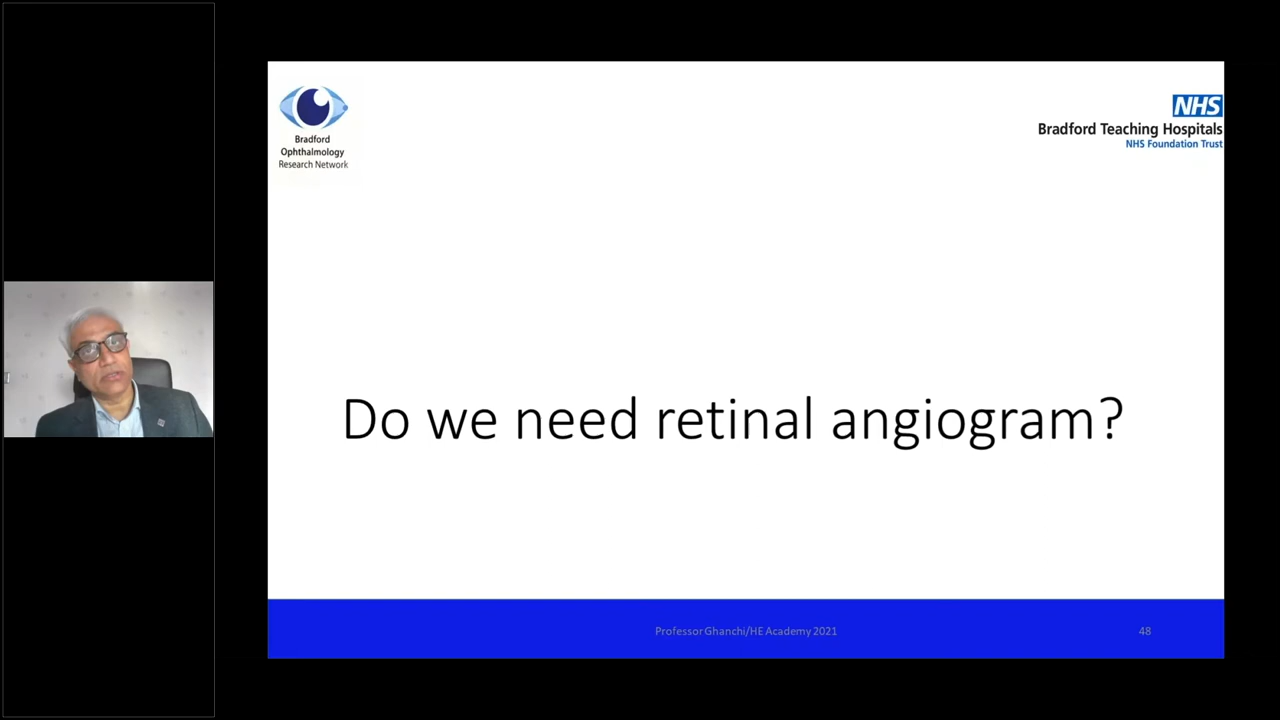 Bradford
Ophthalmology
Research Network
NHS
Bradford Teaching Hospitals
NHS Foundation Trust
Do we need retinal angiogram?
Professor Ghanchi/HE Academy 2021
48